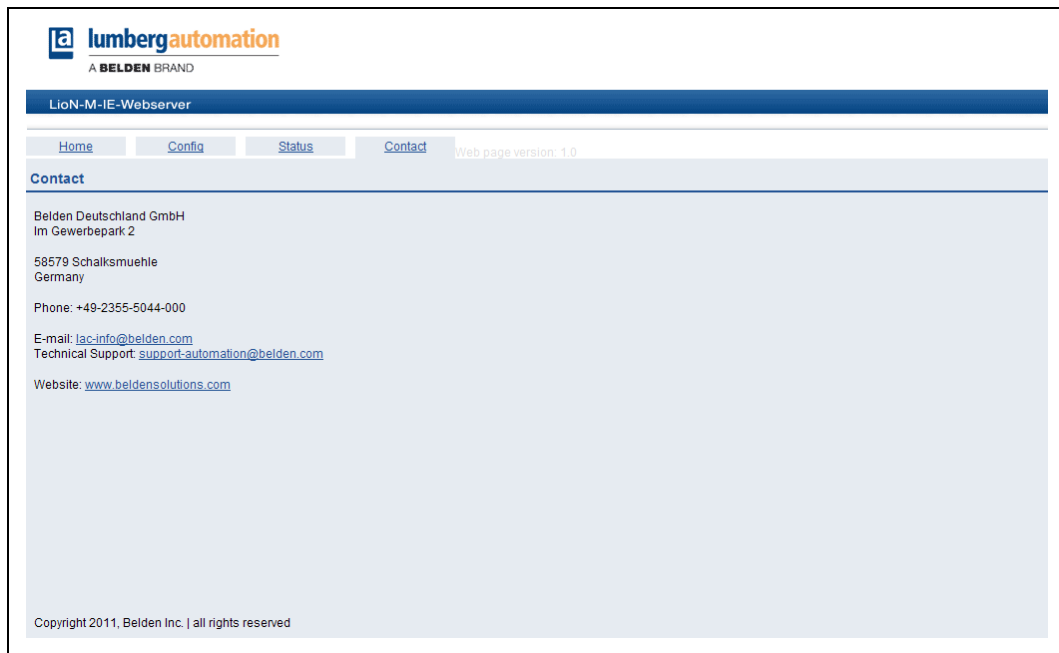 la lumbergautomation
A BELDEN BRAND
LioN-M-IE-Webserver
Home Config Status Contact Web page version: 1.0
Contact
Belden Deutschland GmbH
Im Gewerbepark 2
58579 Schalksmuehle
Germany
Phone: +49-2355-5044-000
E-mail: lac-info@belden.com
Technical Support: support-automation@belden.com
Website: www.beldensolutions.com
Copyright 2011, Belden Inc. | all rights reserved